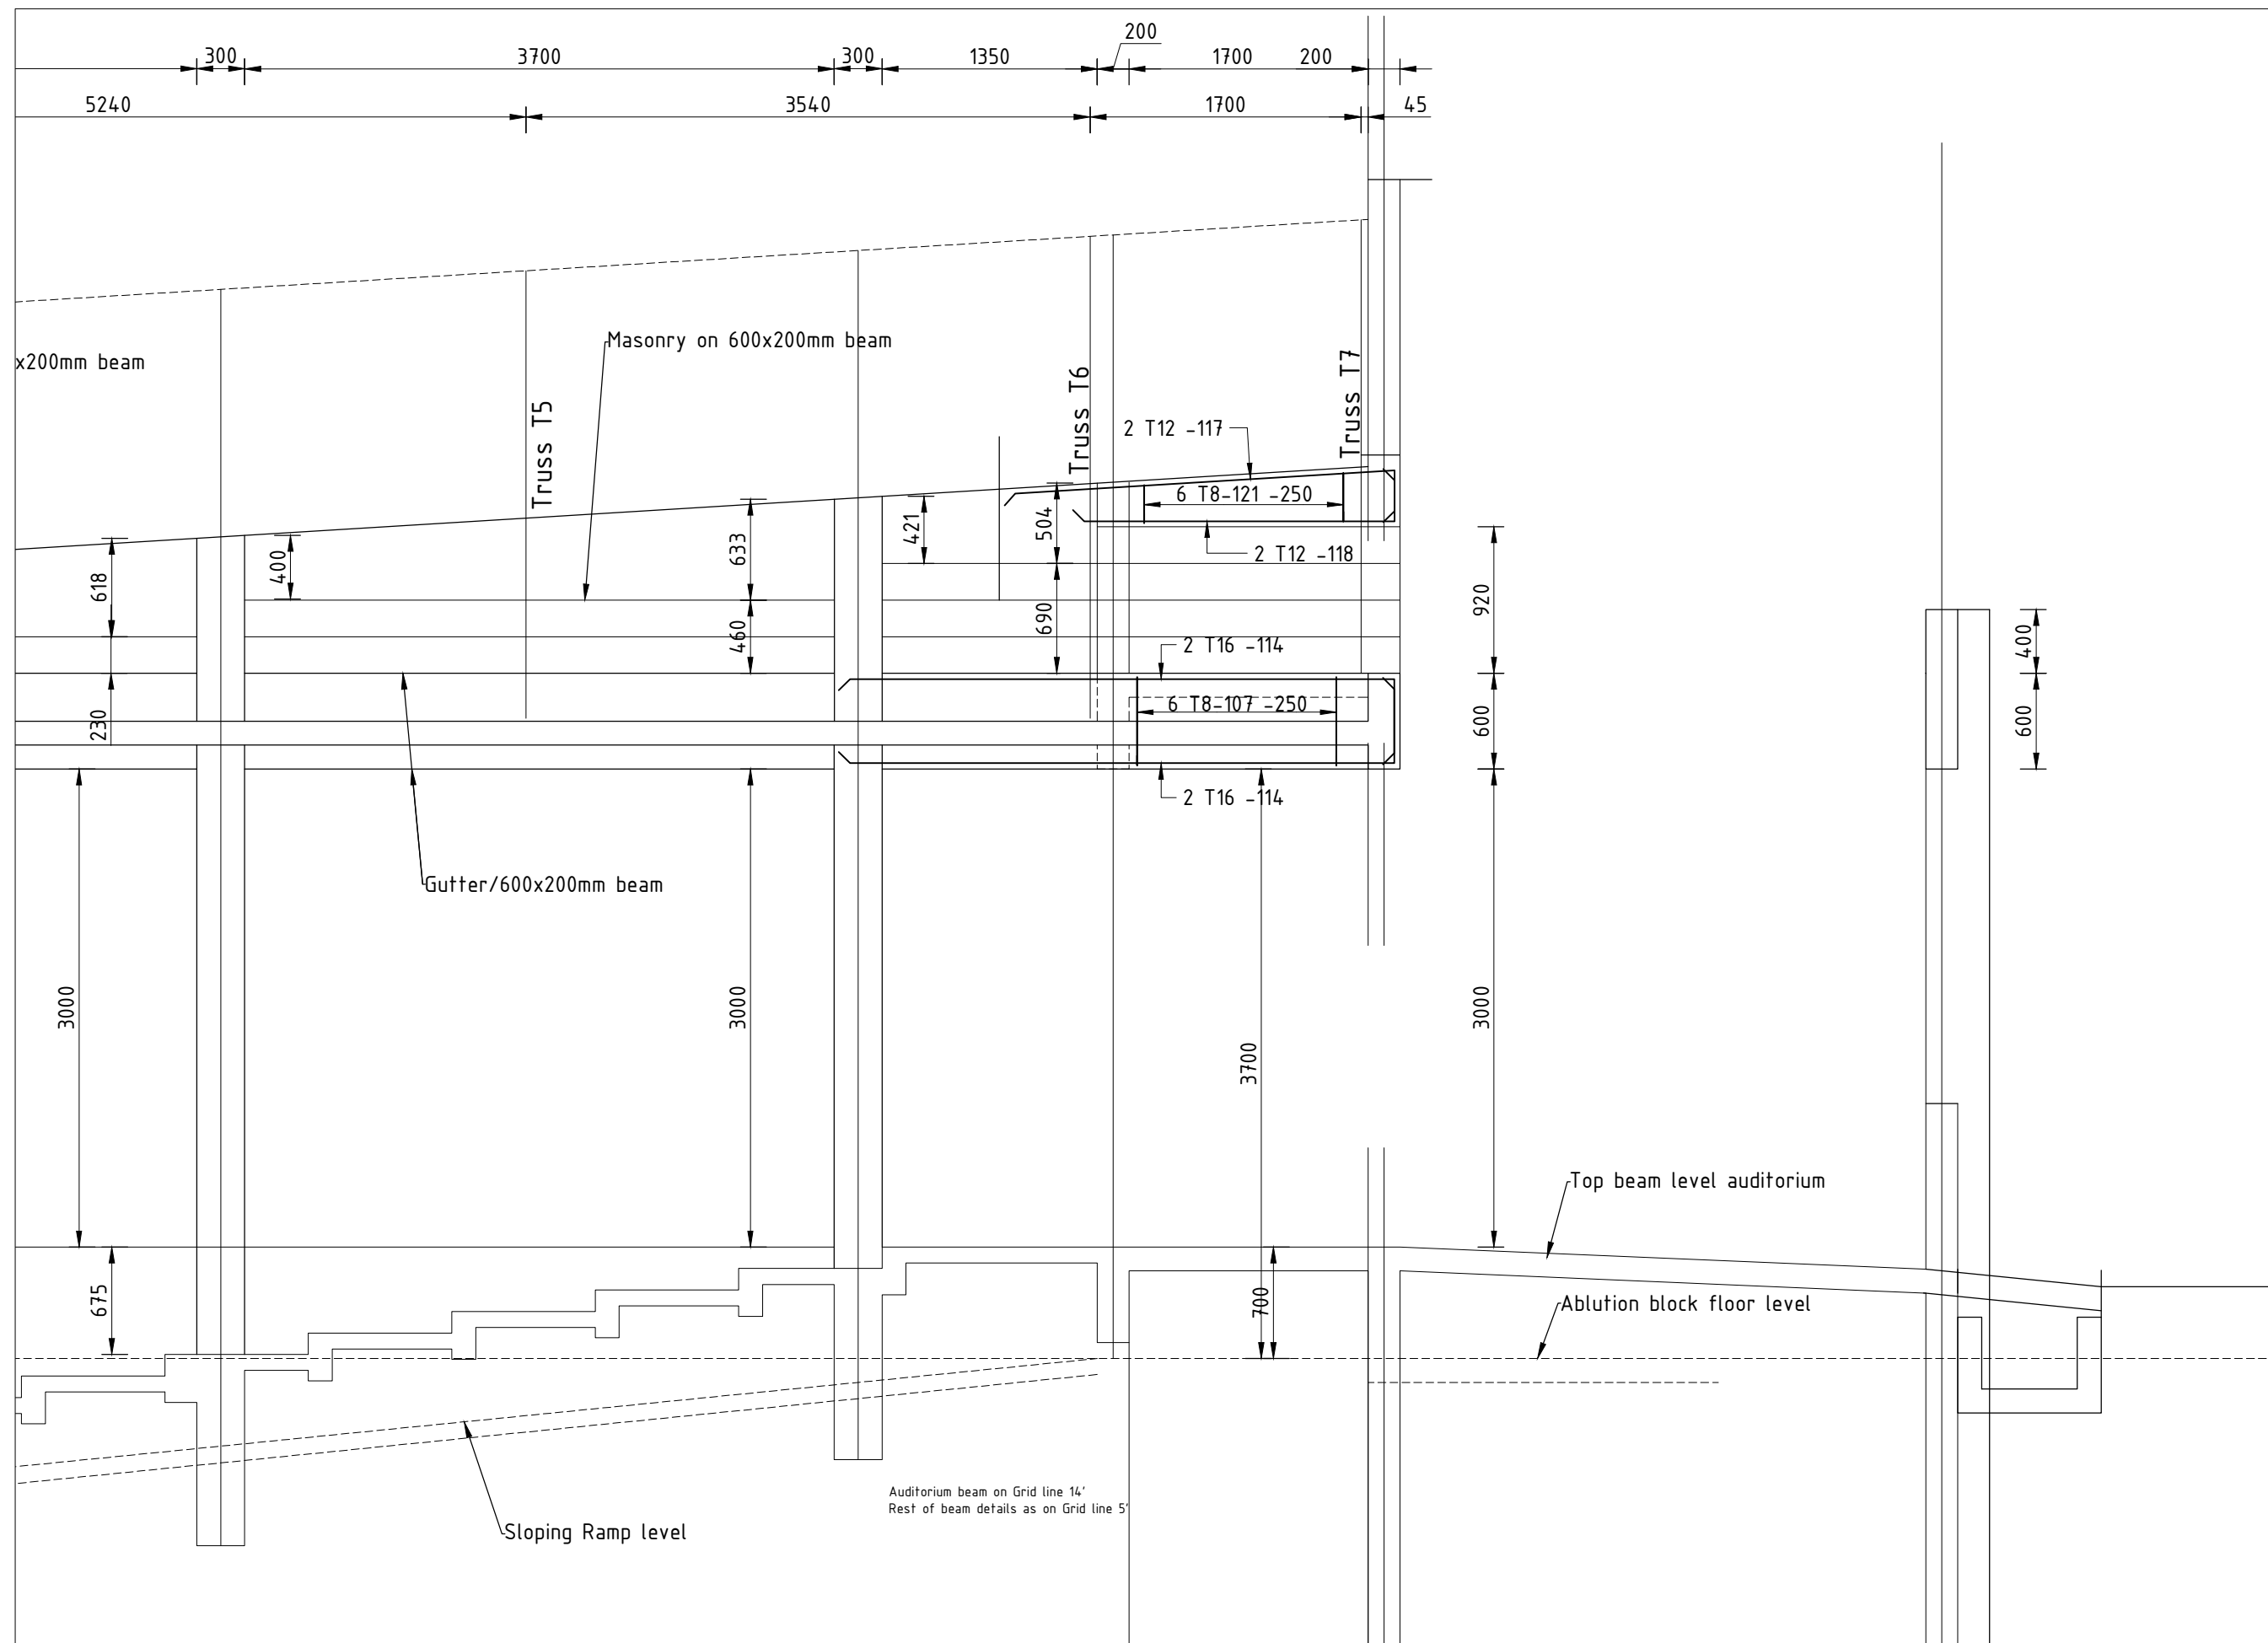 200
300
3700
300
1350
1700
200
5240
3540
1700
45
Masonry on 600x200mm beam
x200mm beam
Truss T5
Truss T6
Truss T7
2 T12 -117
6 T8-121 -250
2 T12 -118
618
400
633
421
504
690
460
230
920
600
400
600
2 T16 -114
6 T8-107 -250
2 T16 -114
Gutter/600x200mm beam
3000
3000
3700
3000
675
700
Top beam level auditorium
Ablution block floor level
Auditorium beam on Grid line 14'
Rest of beam details as on Grid line 5'
Sloping Ramp level